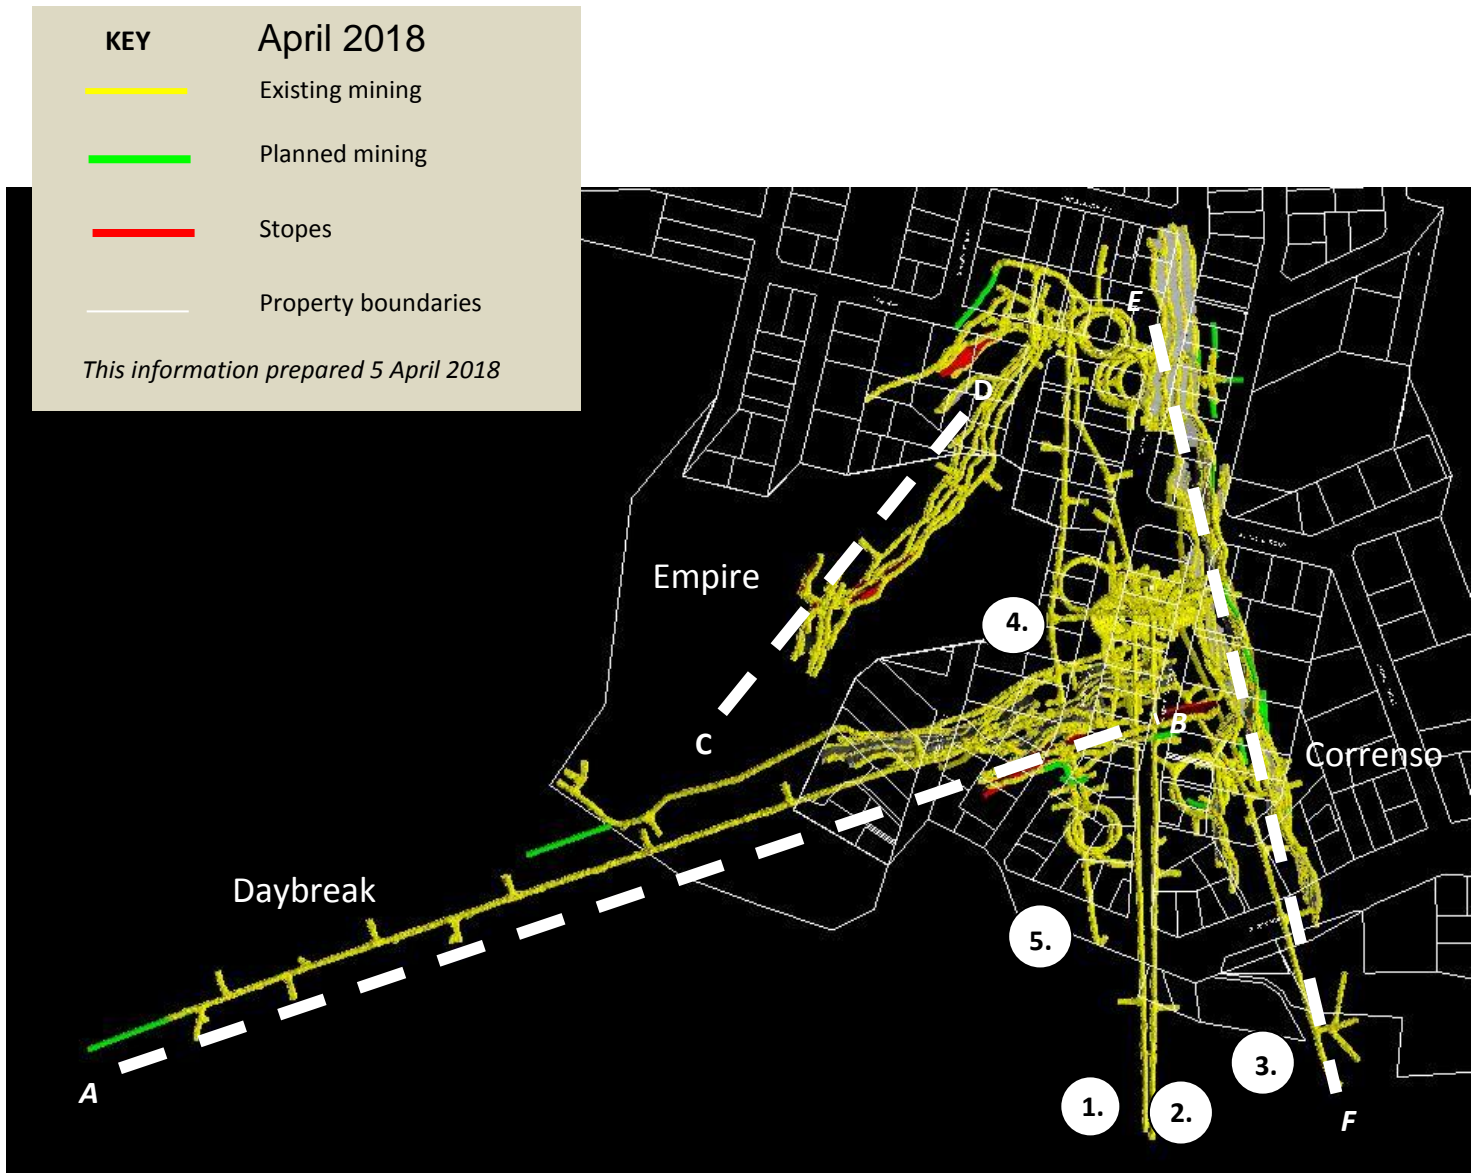 KEY April 2018
Existing mining
Planned mining
Stopes
Property boundaries
This information prepared 5 April 2018
E
D
Empire
4.
C
B
Correnso
Daybreak
5.
A
3.
1.
2.
F